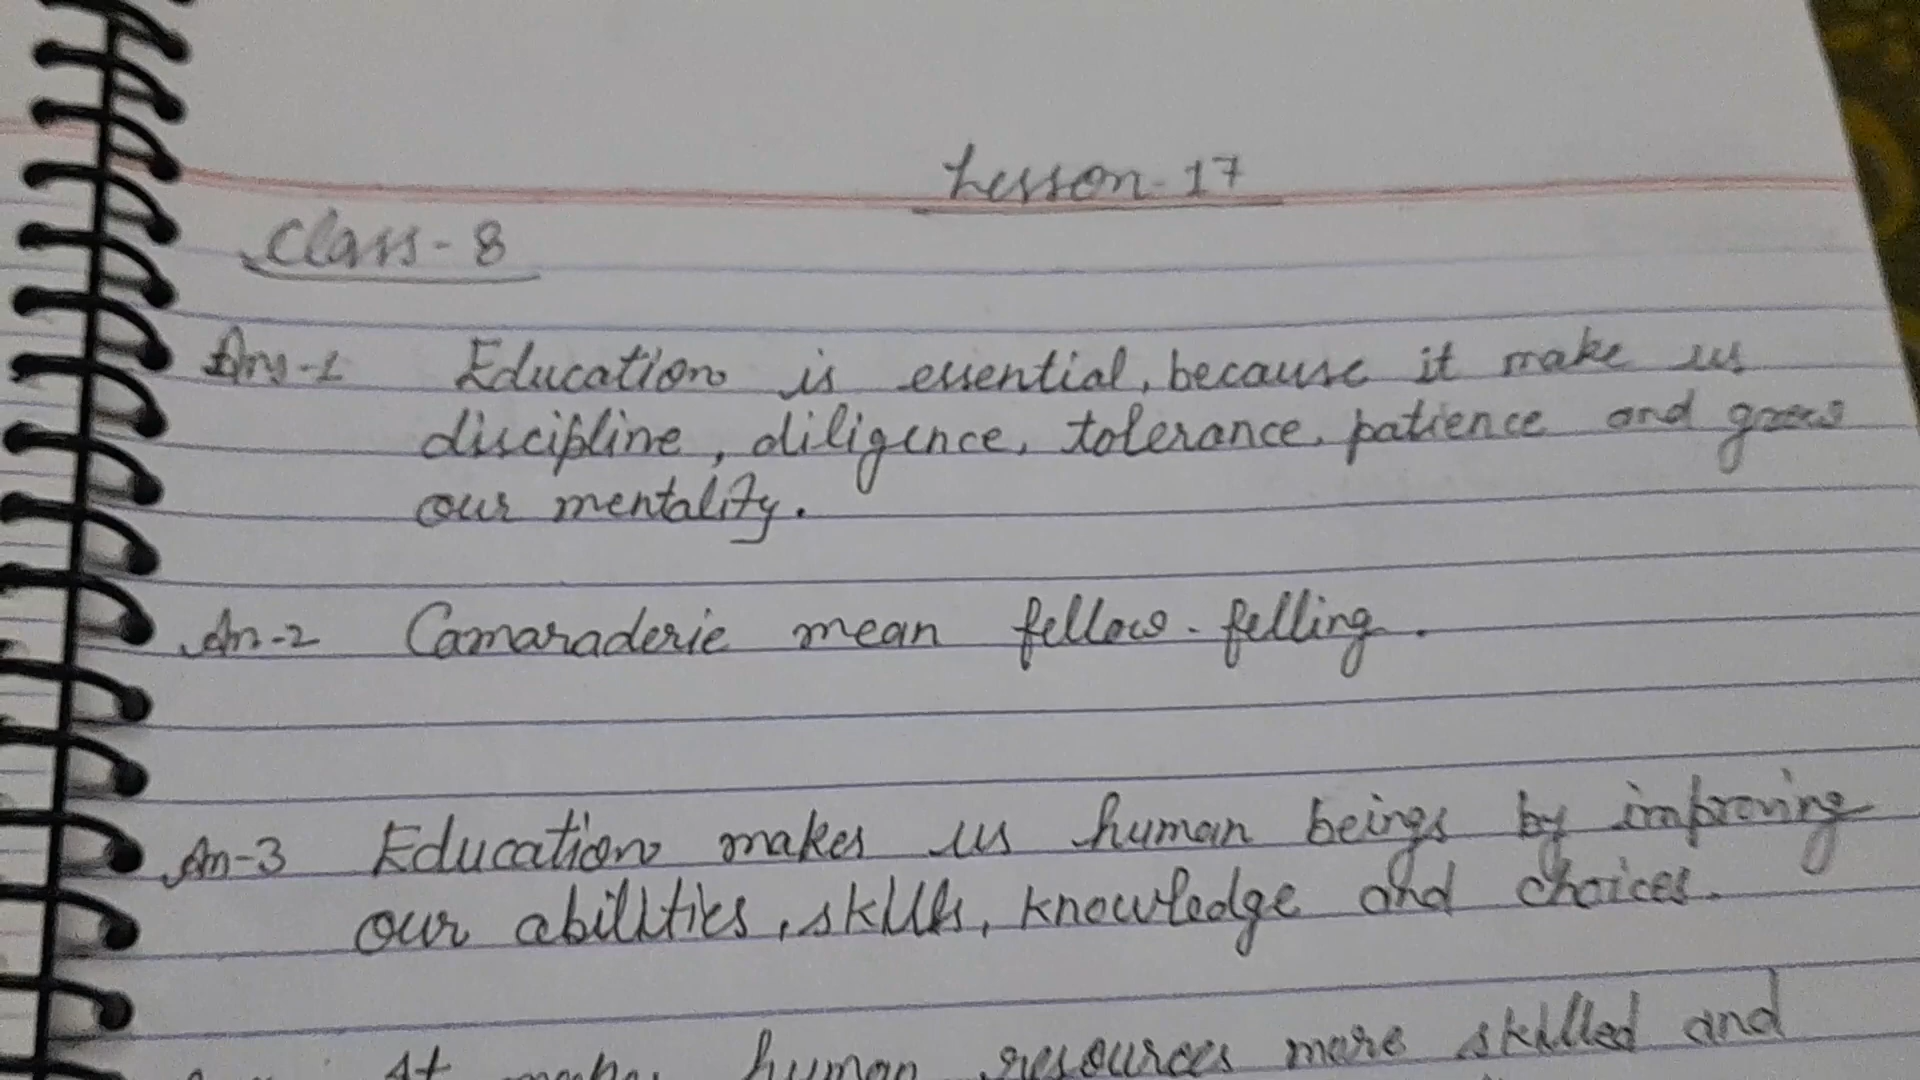 Lesson-17
Class-8
Ans-1 Education is essential, because it make us
discipline, diligence, tolerance, patience and grows
our mentality.
An-2 Camaraderie mean fellow-felling.
An-3 Education makes us human beings by improving
our abilities, skills, knowledge and choices.
It human resources more skilled and